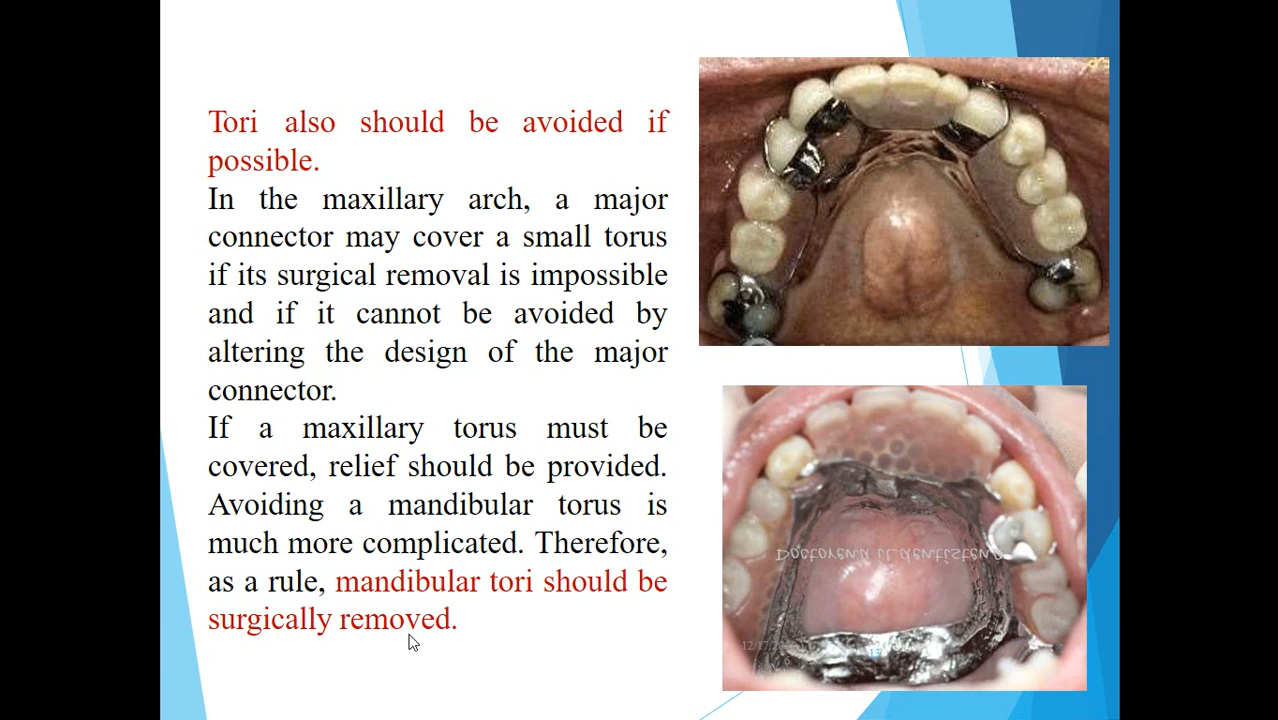 Tori also should be avoided if
possible.
In the maxillary arch, a major
connector may cover a small torus
if its surgical removal is impossible
and if it cannot be avoided by
altering the design of the major
connector.
If a maxillary torus must be
covered, relief should be provided.
Avoiding a mandibular torus is
much more complicated. Therefore,
as a rule, mandibular tori should be
surgically removed.